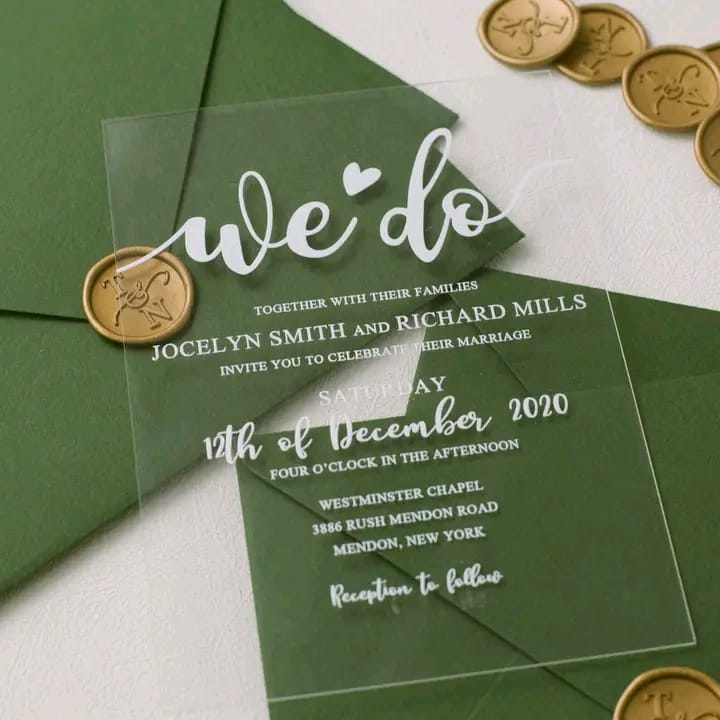 we do
TOGETHER WITH THEIR FAMILIES
JOCELYN SMITH AND RICHARD MILLS
INVITE YOU TO CELEBRATE THEIR MARRIAGE
SATURDAY
12th of December 2020
FOUR O'CLOCK IN THE AFTERNOON
WESTMINSTER CHAPEL
3886 RUSH MENDON ROAD
MENDON, NEW YORK
Reception to follow
T&N